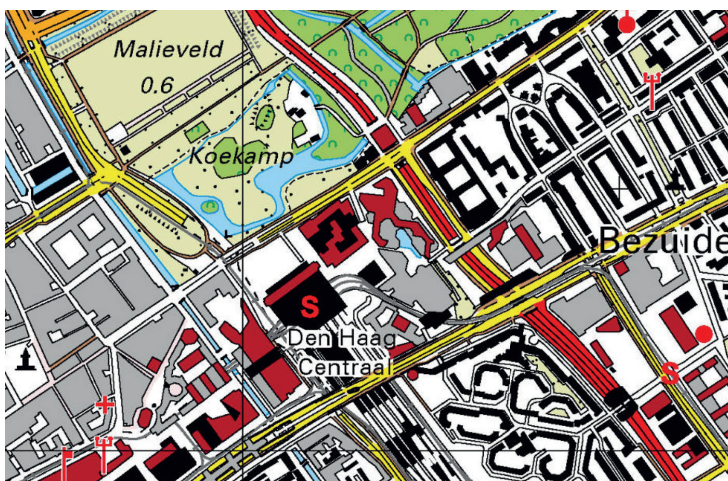 Malieveld
0.6
Koekamp
Bezuide
S
Den Haag
Centraal
S